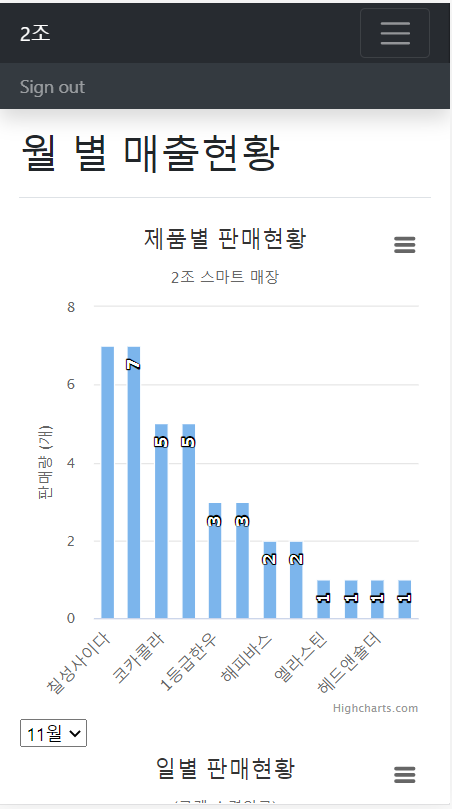 2조
Sign out
월 별 매출현황
제품별 판매현황
2조 스마트 매장
판매량 (개)
8
6
4
2
0
7
5
5
3
3
2
2
1
1
1
1
칠성사이다
코카콜라
1등급한우
해피바스
엘라스틴
헤드앤숄더
Highcharts.com
11월
일별 판매현황